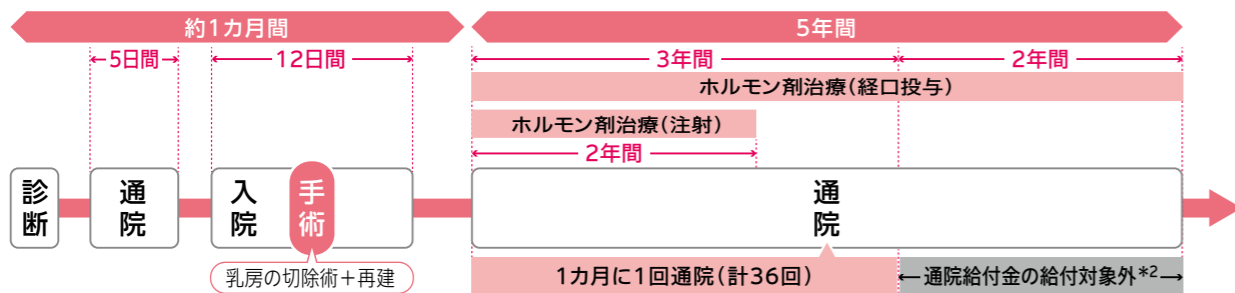 約1カ月間
5年間
5日間
12日間
3年間
2年間
ホルモン剤治療（経口投与）
ホルモン剤治療（注射）
2年間
診断
通院
入院
手術
通院
乳房の切除術＋再建
1カ月に1回通院（計36回）
通院給付金の給付対象外*2